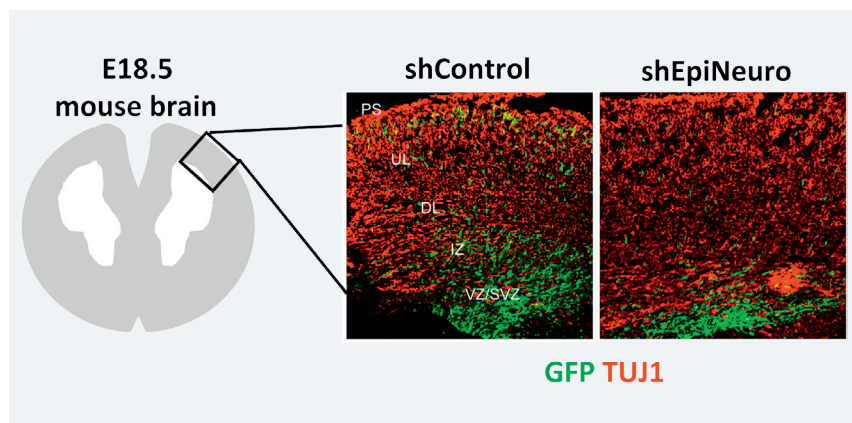 E18.5
mouse brain
shControl
shEpiNeuro
PS
UL
DL
IZ
VZ/SVZ
GFP TUJ1